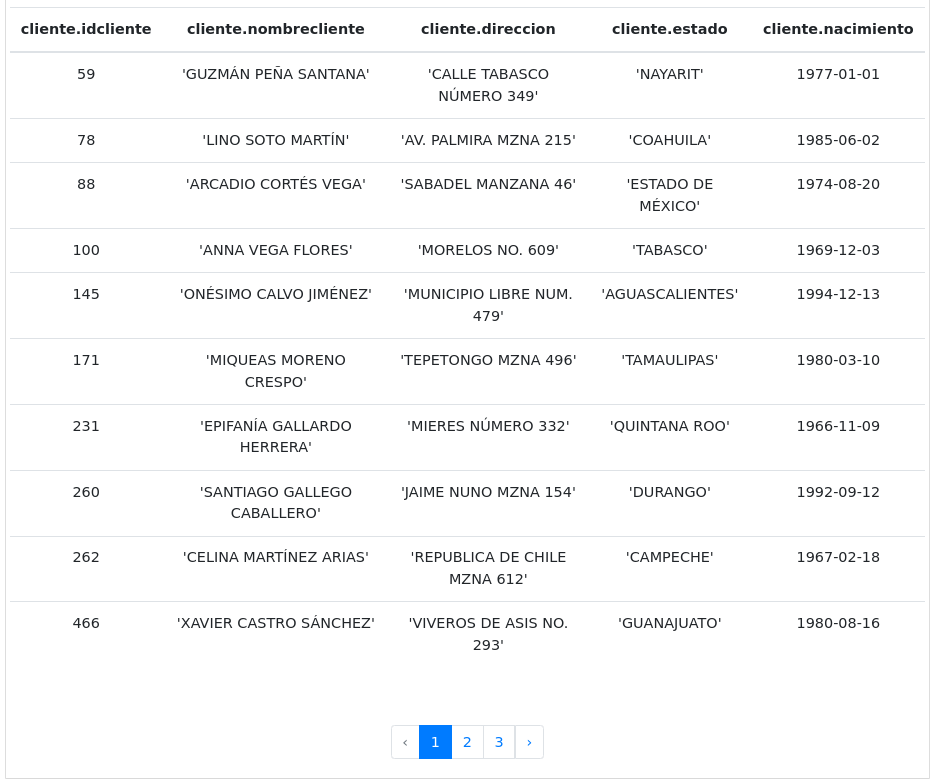 cliente.idcliente cliente.nombrecliente cliente.direccion cliente.estado cliente.nacimiento
59 'GUZMÁN PEÑA SANTANA' 'CALLE TABASCO 'NAYARIT' 1977-01-01
NÚMERO 349'
78 'LINO SOTO MARTÍN' 'AV. PALMIRA MZNA 215' 'COAHUILA' 1985-06-02
88 'ARCADIO CORTÉS VEGA' 'SABADEL MANZANA 46' 'ESTADO DE 1974-08-20
MÉXICO'
100 'ANNA VEGA FLORES' 'MORELOS NO. 609' 'TABASCO' 1969-12-03
145 'ONÉSIMO CALVO JIMÉNEZ' 'MUNICIPIO LIBRE NUM. 'AGUASCALIENTES' 1994-12-13
479'
171 'MIQUEAS MORENO 'TEPETONGO MZNA 496' 'TAMAULIPAS' 1980-03-10
CRESPO'
231 'EPIFANÍA GALLARDO 'MIERES NÚMERO 332' 'QUINTANA ROO' 1966-11-09
HERRERA'
260 'SANTIAGO GALLEGO 'JAIME NUNO MZNA 154' 'DURANGO' 1992-09-12
CABALLERO'
262 'CELINA MARTÍNEZ ARIAS' 'REPUBLICA DE CHILE 'CAMPECHE' 1967-02-18
MZNA 612'
466 'XAVIER CASTRO SÁNCHEZ' 'VIVEROS DE ASIS NO. 'GUANAJUATO' 1980-08-16
293'
‹ 1 2 3 ›